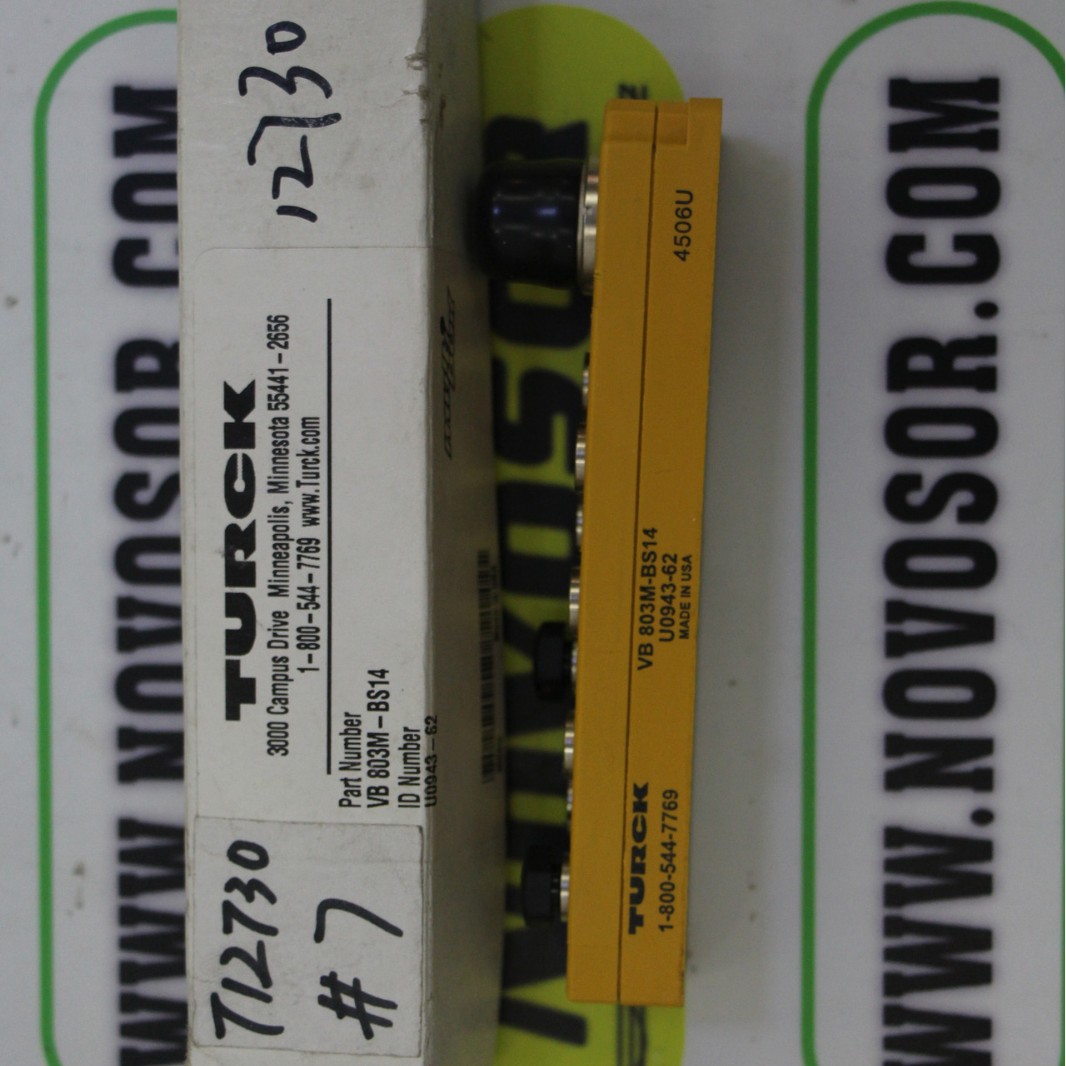 12730
TURCK
3000 Campus Drive Minneapolis, Minnesota 55441-2656
1-800-544-7769 www.Turck.com
Part Number
VB 803M-BS14
ID Number
U0943-62
T12730
#7
4506U
VB 803M-BS14
U0943-62
MADE IN USA
TURCK
1-800-544-7769
WWW.NOVOSOR.COM
WWW.NOVOSOR.COM
NOVOSOR